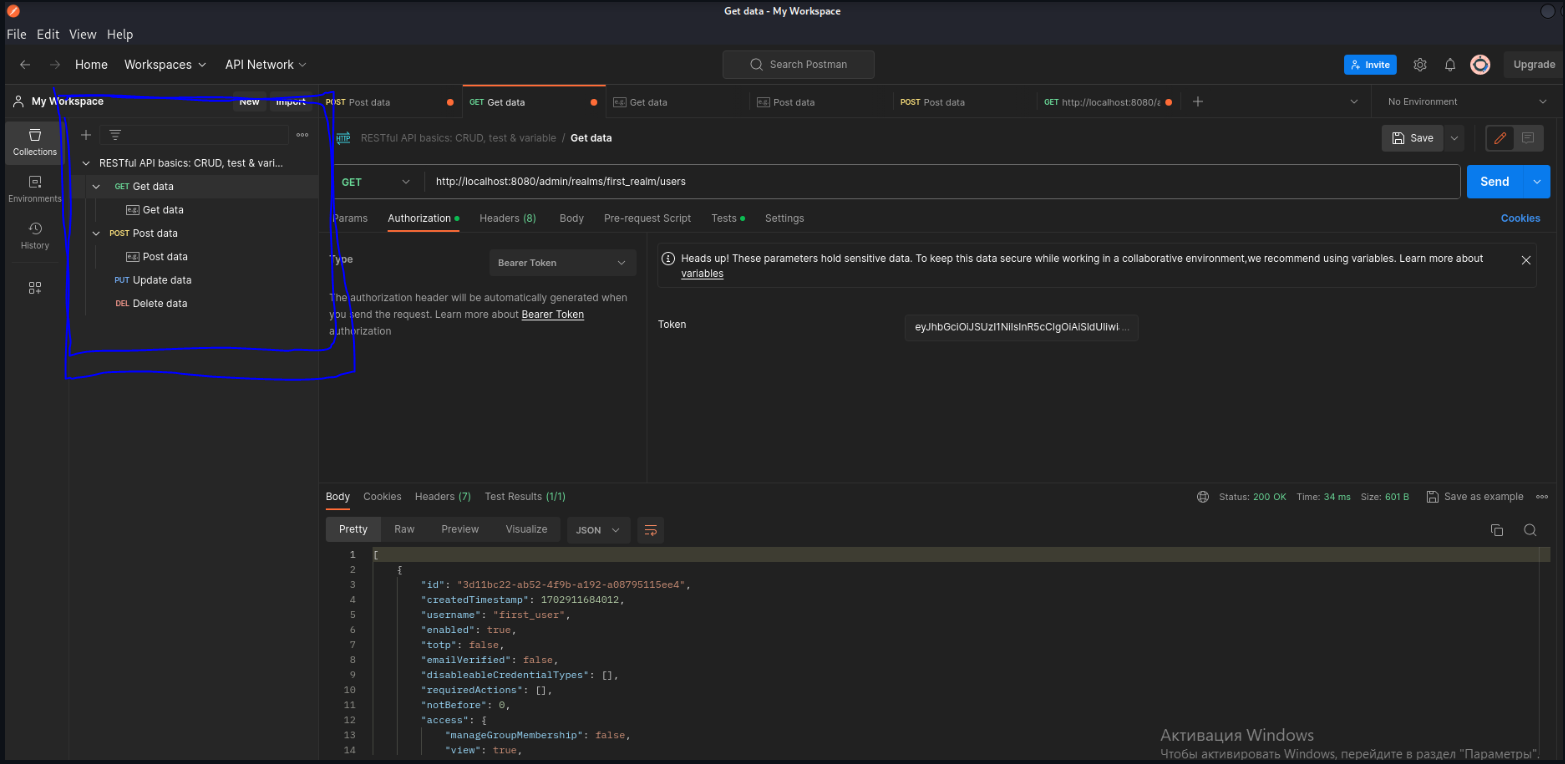 Get data - My Workspace
File Edit View Help
Home Workspaces API Network Search Postman Invite Upgrade
My Workspace New Import POST Post data GET Get data Get data Post data POST Post data GET http://localhost:8080/a No Environment
Collections
Environments
History
RESTful API basics: CRUD, test & vari...
GET Get data
Get data
POST Post data
Post data
PUT Update data
DEL Delete data
HTTP RESTful API basics: CRUD, test & variable / Get data Save
GET http://localhost:8080/admin/realms/first_realm/users Send
Params Authorization Headers (8) Body Pre-request Script Tests Settings Cookies
Type Bearer Token
The authorization header will be automatically generated when
you send the request. Learn more about Bearer Token
authorization
Heads up! These parameters hold sensitive data. To keep this data secure while working in a collaborative environment,we recommend using variables. Learn more about
variables
Token
Body Cookies Headers (7) Test Results (1/1) Status: 200 OK Time: 34 ms Size: 601 B Save as example
Pretty Raw Preview Visualize JSON
1 [
2 {
3 "id": "3d11bc22-ab52-4f9b-a192-a08795115ee4",
4 "createdTimestamp": 1702911684012,
5 "username": "first_user",
6 "enabled": true,
7 "totp": false,
8 "emailVerified": false,
9 "disableableCredentialTypes": [],
10 "requiredActions": [],
11 "notBefore": 0,
12 "access": {
13 "manageGroupMembership": false,
14 "view": true,
Активация Windows
Чтобы активировать Windows, перейдите в раздел "Параметры".